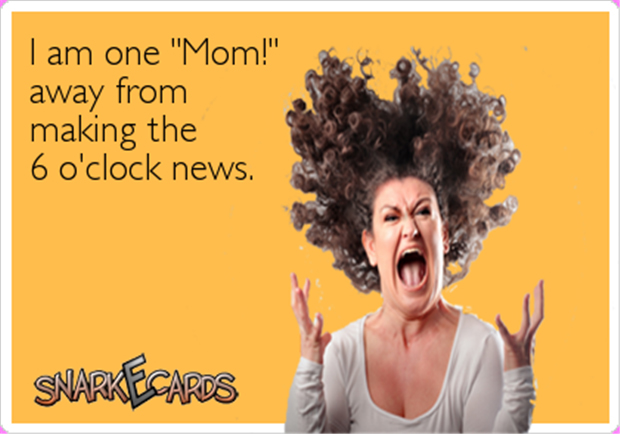 I am one "Mom!"
away from
making the
6 o'clock news.
SNARKECARDS